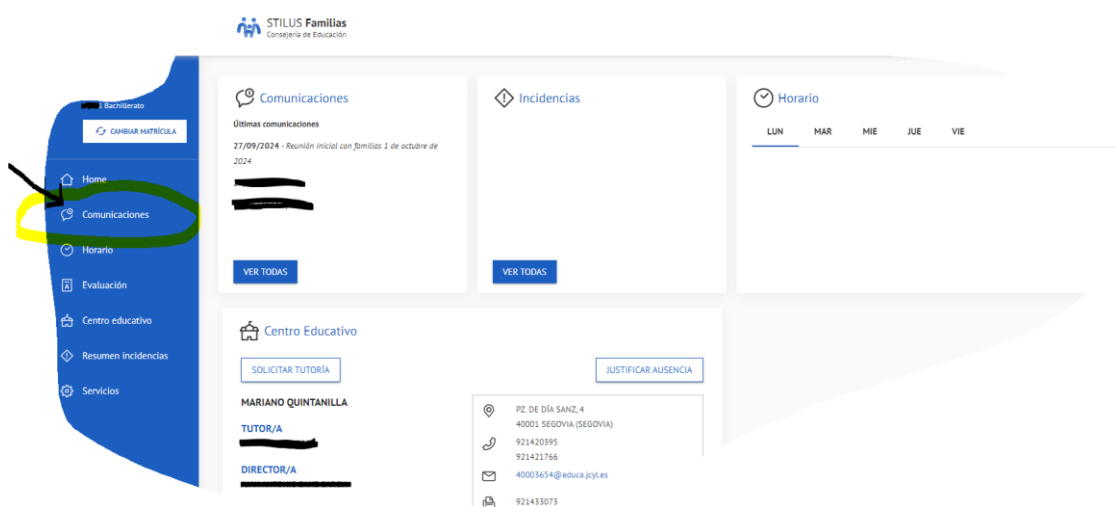 STILUS Familias
Consejería de Educación
1 Bachillerato
CAMBIAR MATRÍCULA
Home
Comunicaciones
Horario
Evaluación
Centro educativo
Resumen incidencias
Servicios
Comunicaciones
Últimas comunicaciones
27/09/2024 - Reunión inicial con familias 1 de octubre de
2024
VER TODAS
Incidencias
VER TODAS
Horario
LUN MAR MIE JUE VIE
Centro Educativo
SOLICITAR TUTORÍA
JUSTIFICAR AUSENCIA
MARIANO QUINTANILLA
TUTOR/A
DIRECTOR/A
PZ. DE DÍA SANZ, 4
40001 SEGOVIA (SEGOVIA)
921420395
921421766
40003654@educa.jcyl.es
921433073